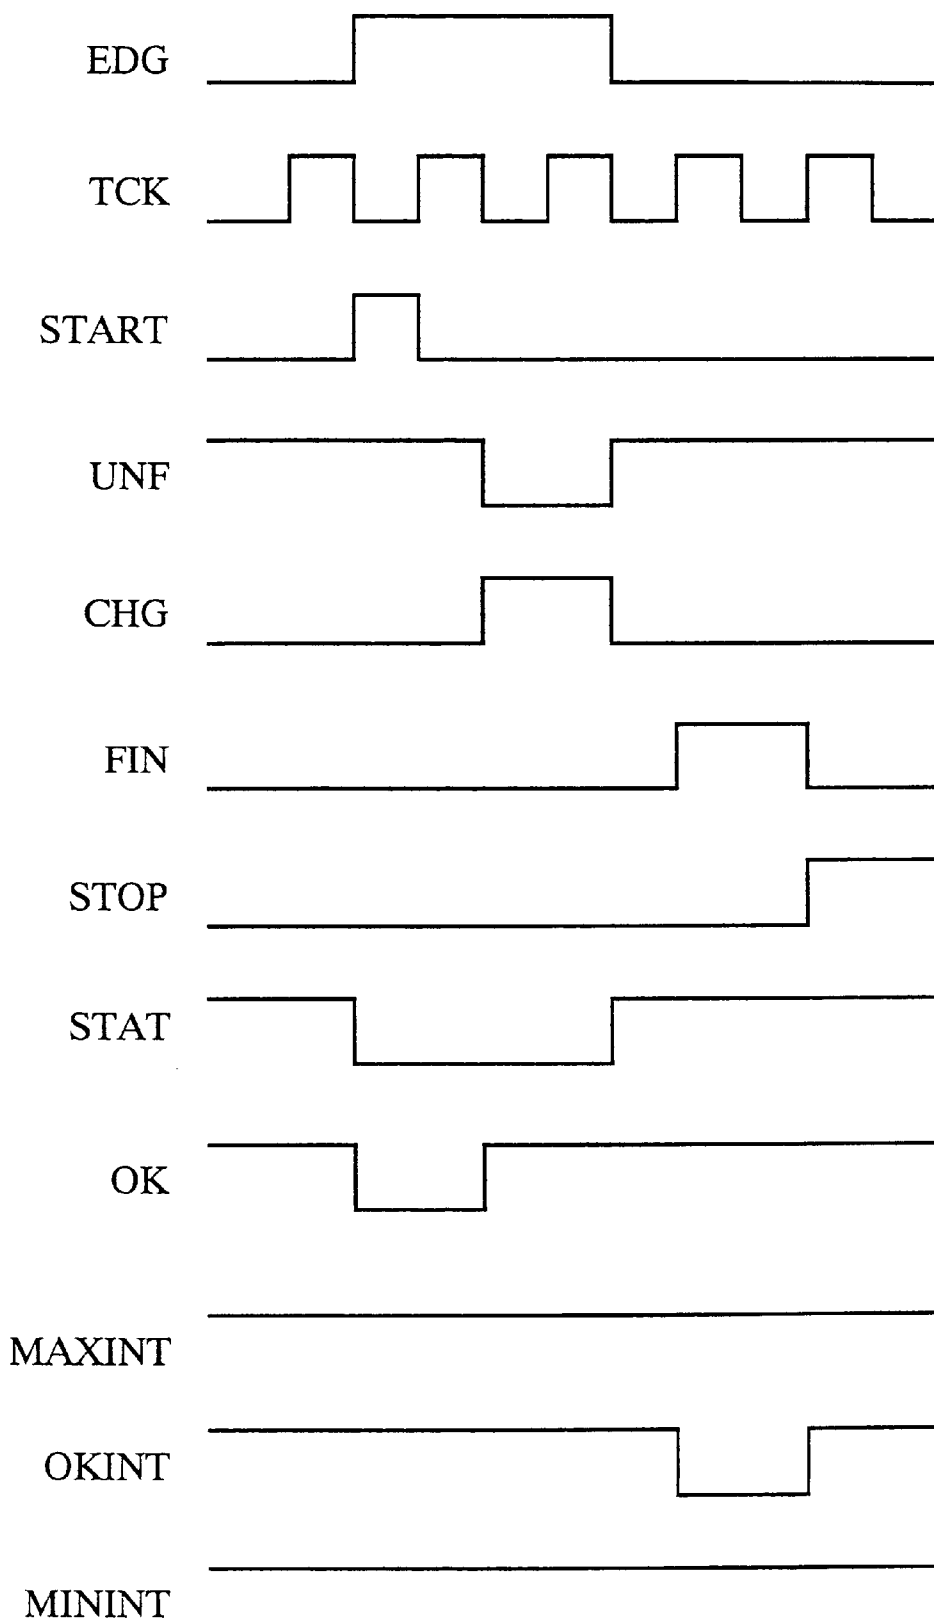 EDG
TCK
START
UNF
CHG
FIN
STOP
STAT
OK
MAXINT
OKINT
MININT